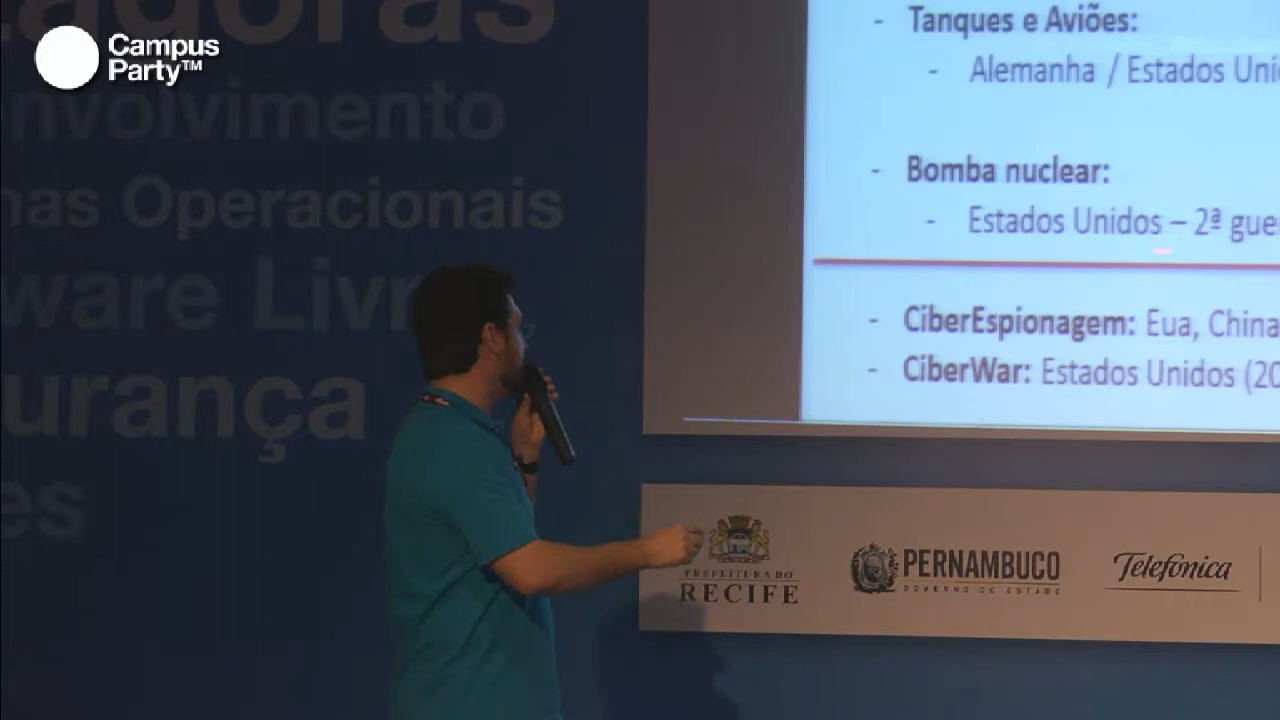 Campus
Party™
envolvimento
nas Operacionais
ware Livr
urança
es
- Tanques e Aviões:
- Alemanha / Estados Uni
- Bomba nuclear:
- Estados Unidos – 2ª gue
- CiberEspionagem: Eua, China
- CiberWar: Estados Unidos (20
PREFEITURA DO
RECIFE
PERNAMBUCO
GOVERNO DO ESTADO
Telefónica